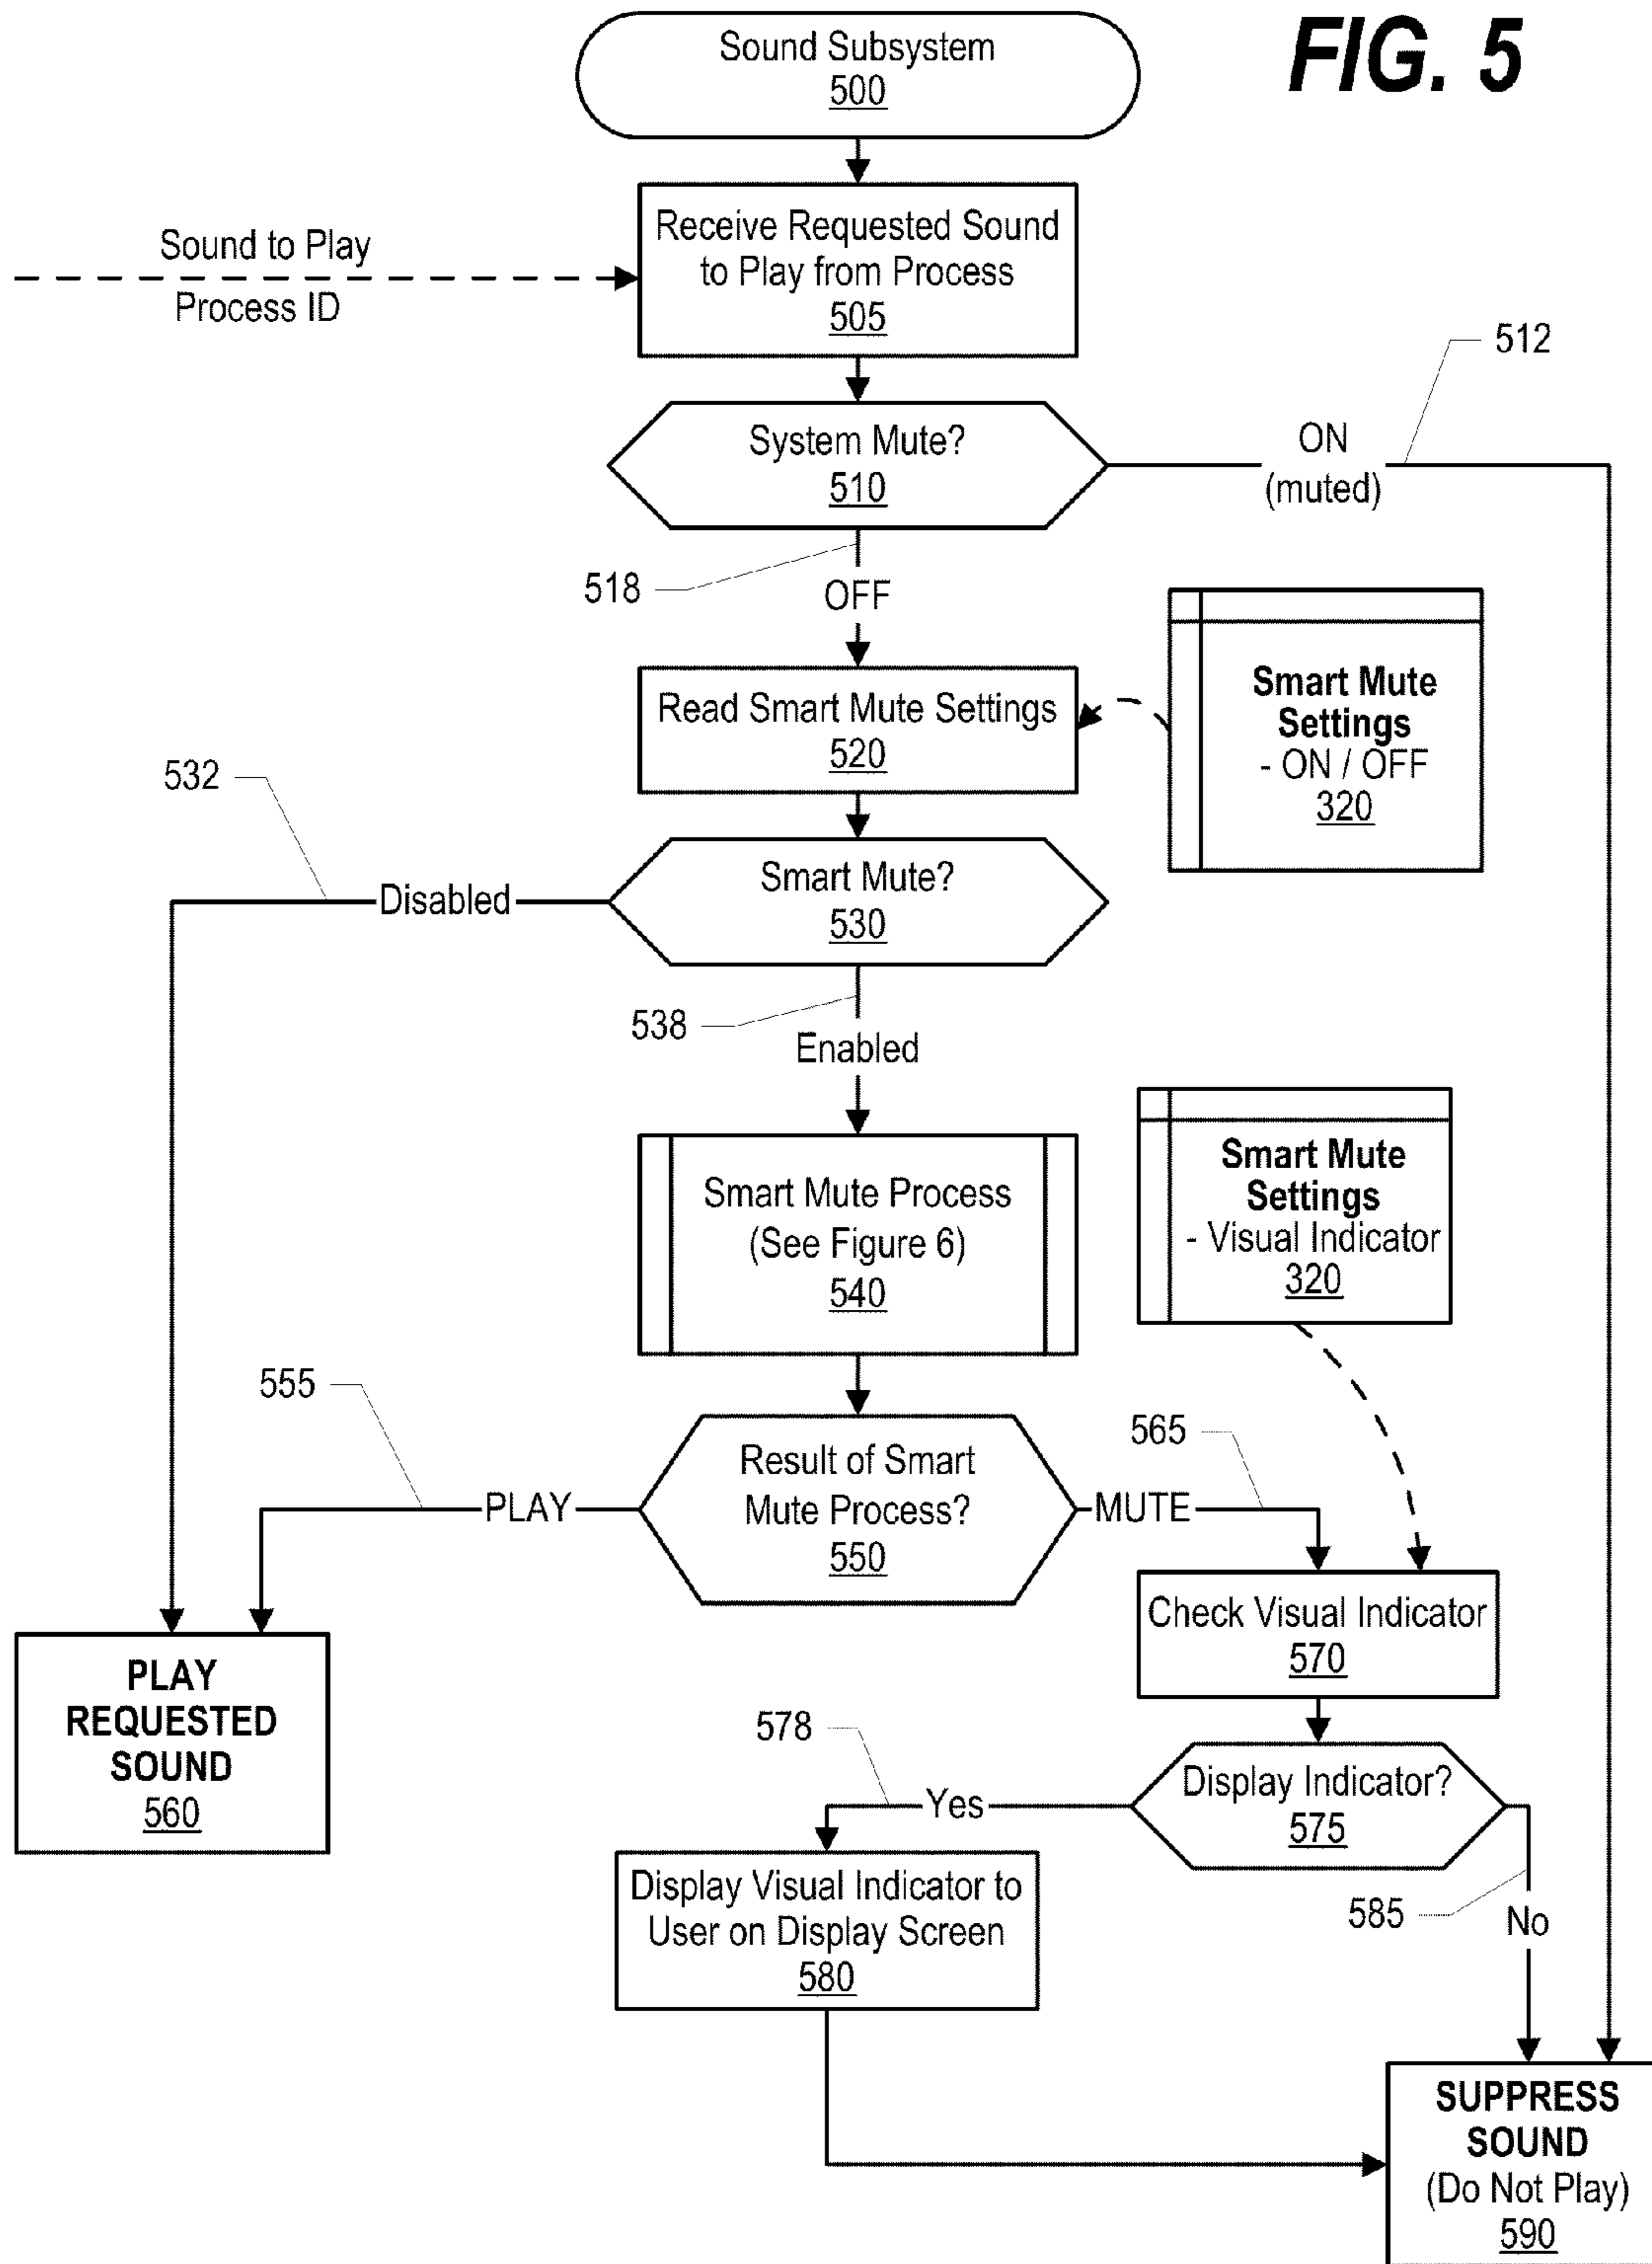 FIG. 5
Sound Subsystem
500
Sound to Play
Process ID
Receive Requested Sound
to Play from Process
505
512
System Mute?
510
ON
(muted)
518
OFF
Read Smart Mute Settings
520
Smart Mute
Settings
- ON / OFF
320
532
Disabled
Smart Mute?
530
538
Enabled
Smart Mute Process
(See Figure 6)
540
Smart Mute
Settings
- Visual Indicator
320
555
PLAY
Result of Smart
Mute Process?
550
565
MUTE
Check Visual Indicator
570
PLAY
REQUESTED
SOUND
560
578
Yes
Display Indicator?
575
585
No
Display Visual Indicator to
User on Display Screen
580
SUPPRESS
SOUND
(Do Not Play)
590